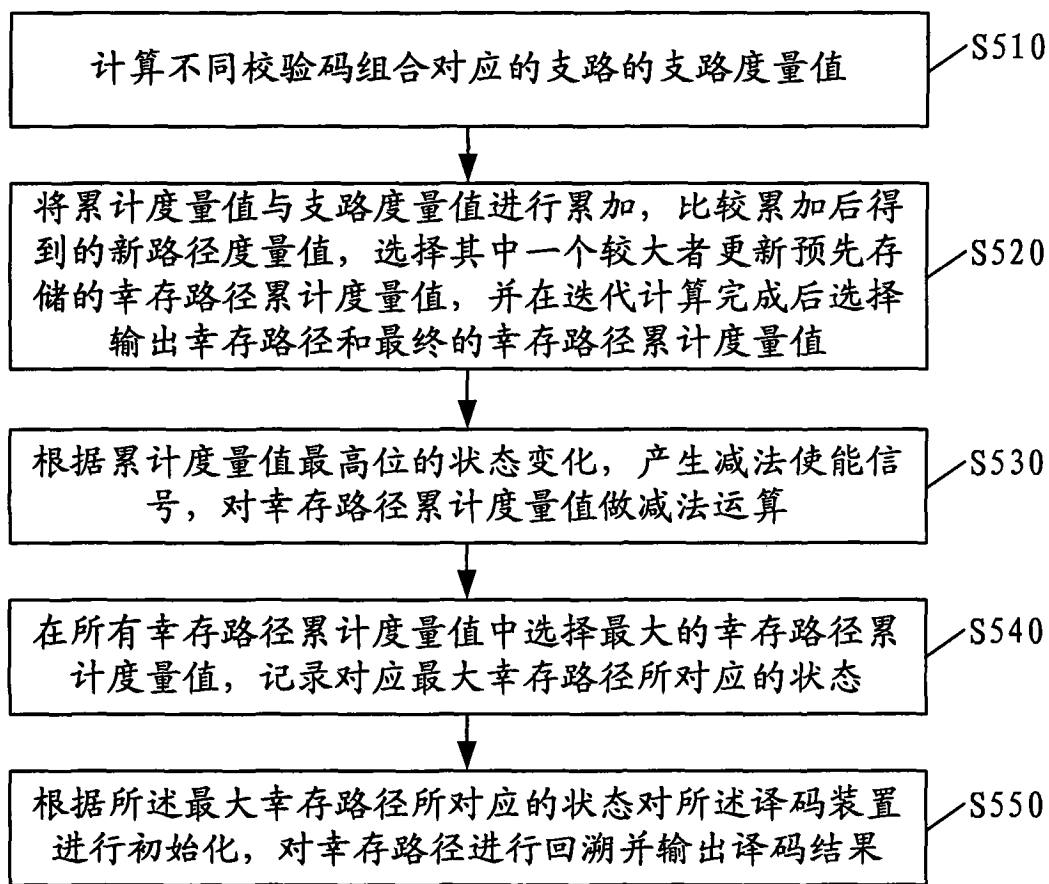 计算不同校验码组合对应的支路的支路度量值
S510
将累计度量值与支路度量值进行累加，比较累加后得
到的新路径度量值，选择其中一个较大者更新预先存
储的幸存路径累计度量值，并在迭代计算完成后选择
输出幸存路径和最终的幸存路径累计度量值
S520
根据累计度量值最高位的状态变化，产生减法使能信
号，对幸存路径累计度量值做减法运算
S530
在所有幸存路径累计度量值中选择最大的幸存路径累
计度量值，记录对应最大幸存路径所对应的状态
S540
根据所述最大幸存路径所对应的状态对所述译码装置
进行初始化，对幸存路径进行回溯并输出译码结果
S550